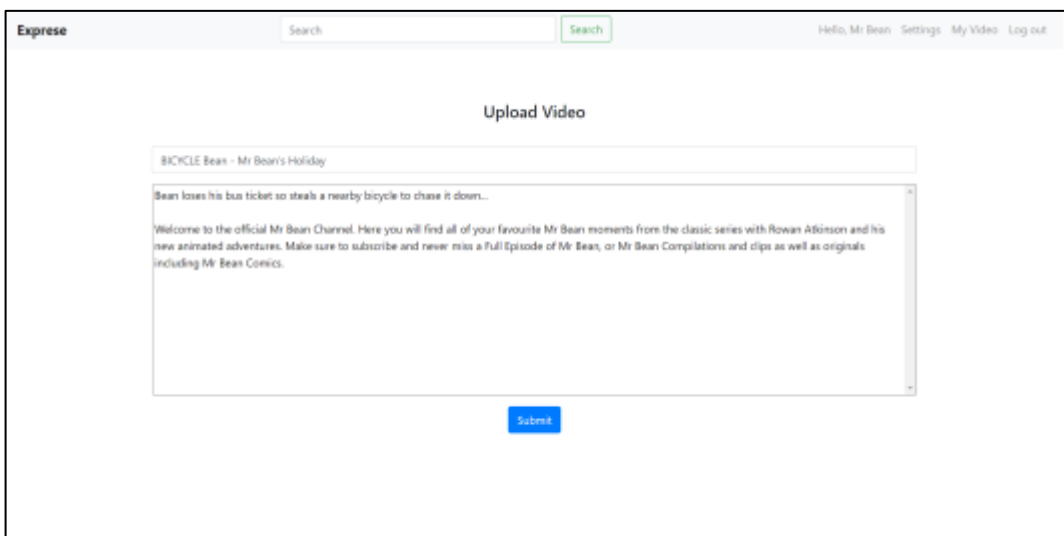 Exprese
Search
Search
Hello, Mr Bean Settings My Video Log out
Upload Video
BICYCLE Bean - Mr Bean's Holiday
Bean loses his bus ticket so steals a nearby bicycle to chase it down...
Welcome to the official Mr Bean Channel. Here you will find all of your favourite Mr Bean moments from the classic series with Rowan Atkinson and his
new animated adventures. Make sure to subscribe and never miss a Full Episode of Mr Bean, or Mr Bean Compilations and clips as well as originals
including Mr Bean Comics.
Submit